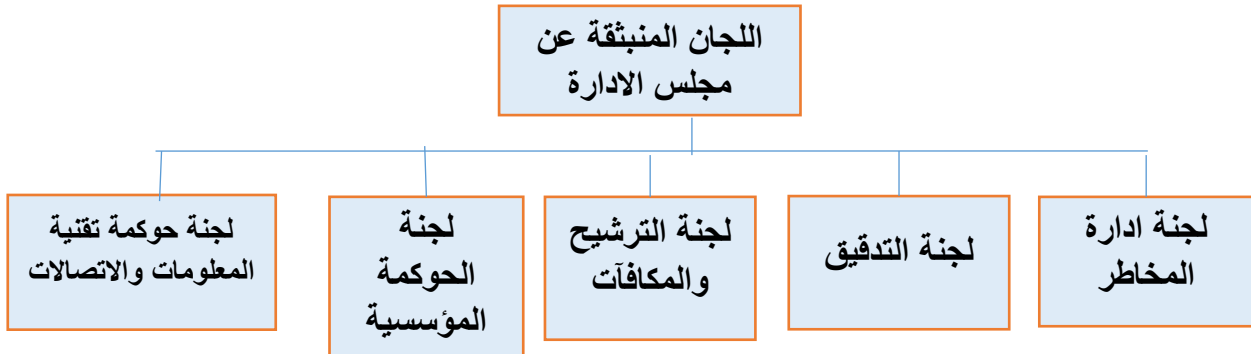 اللجان المنبثقة عن
مجلس الادارة
لجنة ادارة
المخاطر
لجنة التدقيق
لجنة الترشيح
والمكافآت
لجنة
الحوكمة
المؤسسية
لجنة حوكمة تقنية
المعلومات والاتصالات